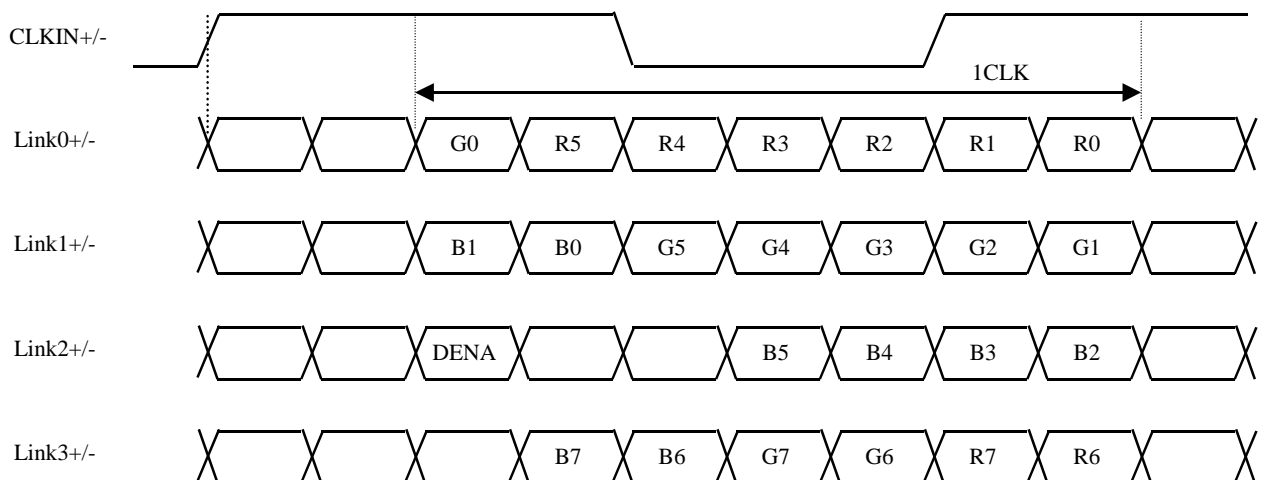 CLKIN+/-
1CLK
Link0+/- G0 R5 R4 R3 R2 R1 R0
Link1+/- B1 B0 G5 G4 G3 G2 G1
Link2+/- DENA B5 B4 B3 B2
Link3+/- B7 B6 G7 G6 R7 R6